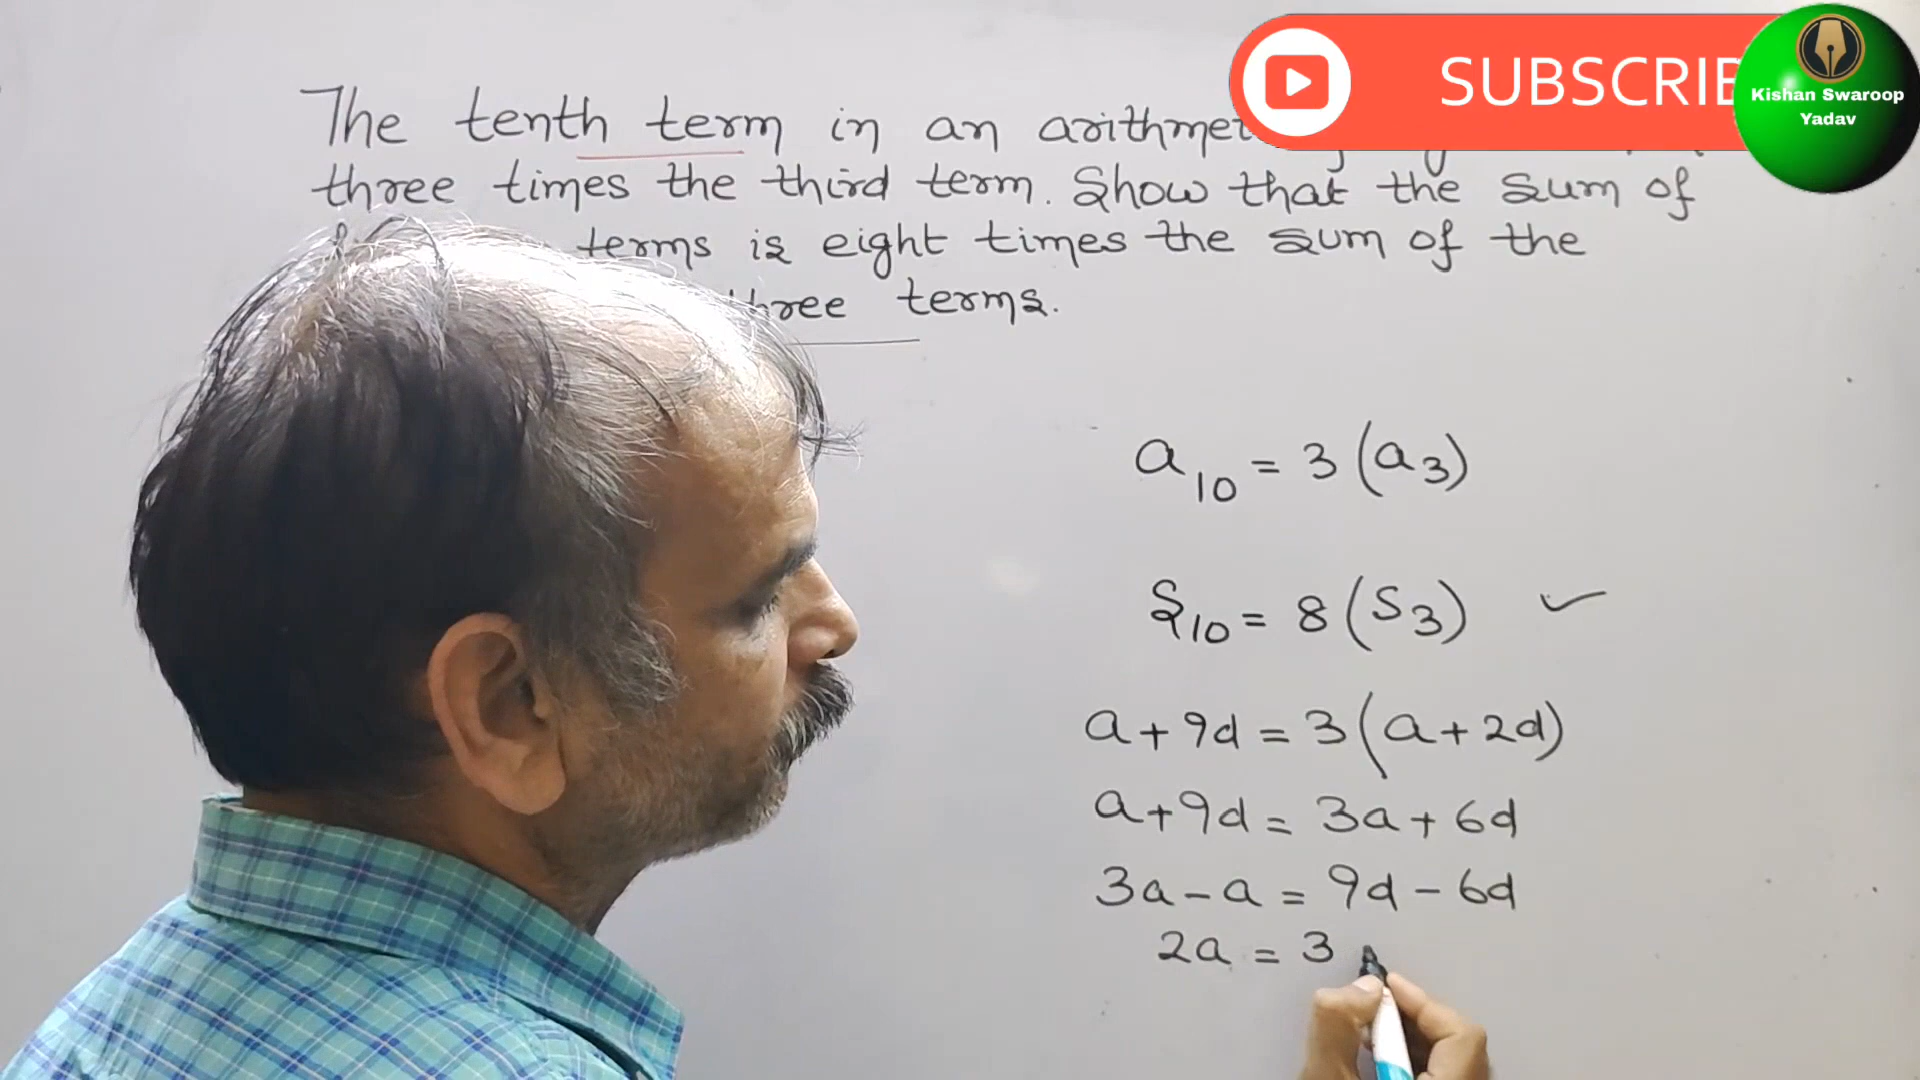 SUBSCRIBE
Kishan Swaroop
Yadav
The tenth term in an
three times the third term. Show that the sum of
terms is eight times the sum of the
three terms.
a₁₀ = 3(a₃)
S₁₀ = 8(S₃) ✓
a + 9d = 3(a + 2d)
a + 9d = 3a + 6d
3a - a = 9d - 6d
2a = 3